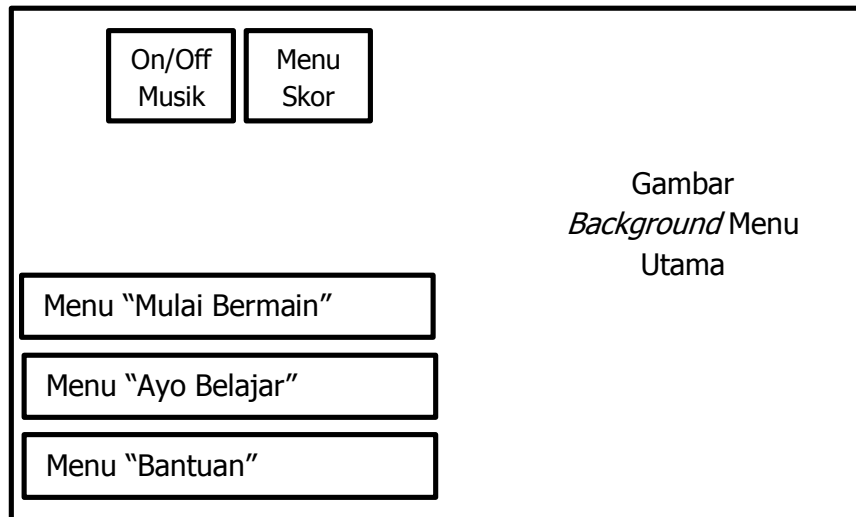 On/Off
Musik
Menu
Skor
Gambar
Background Menu
Utama
Menu “Mulai Bermain”
Menu “Ayo Belajar”
Menu “Bantuan”